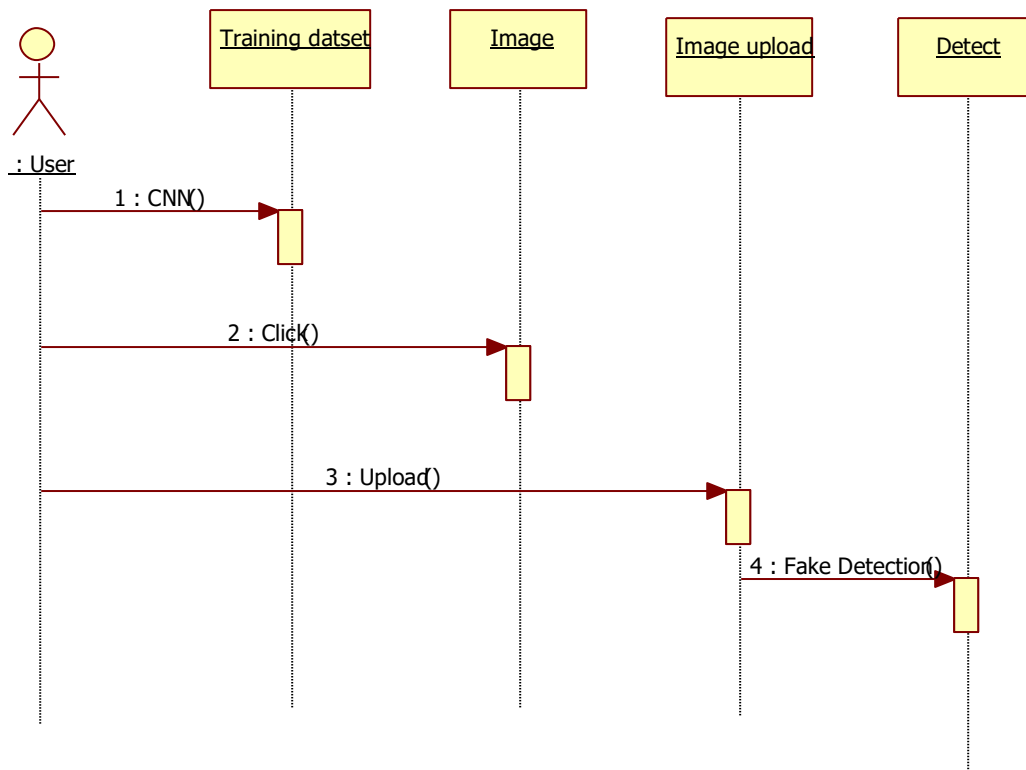 Training datset
Image
Image upload
Detect
: User
1 : CNN()
2 : Click()
3 : Upload()
4 : Fake Detection()